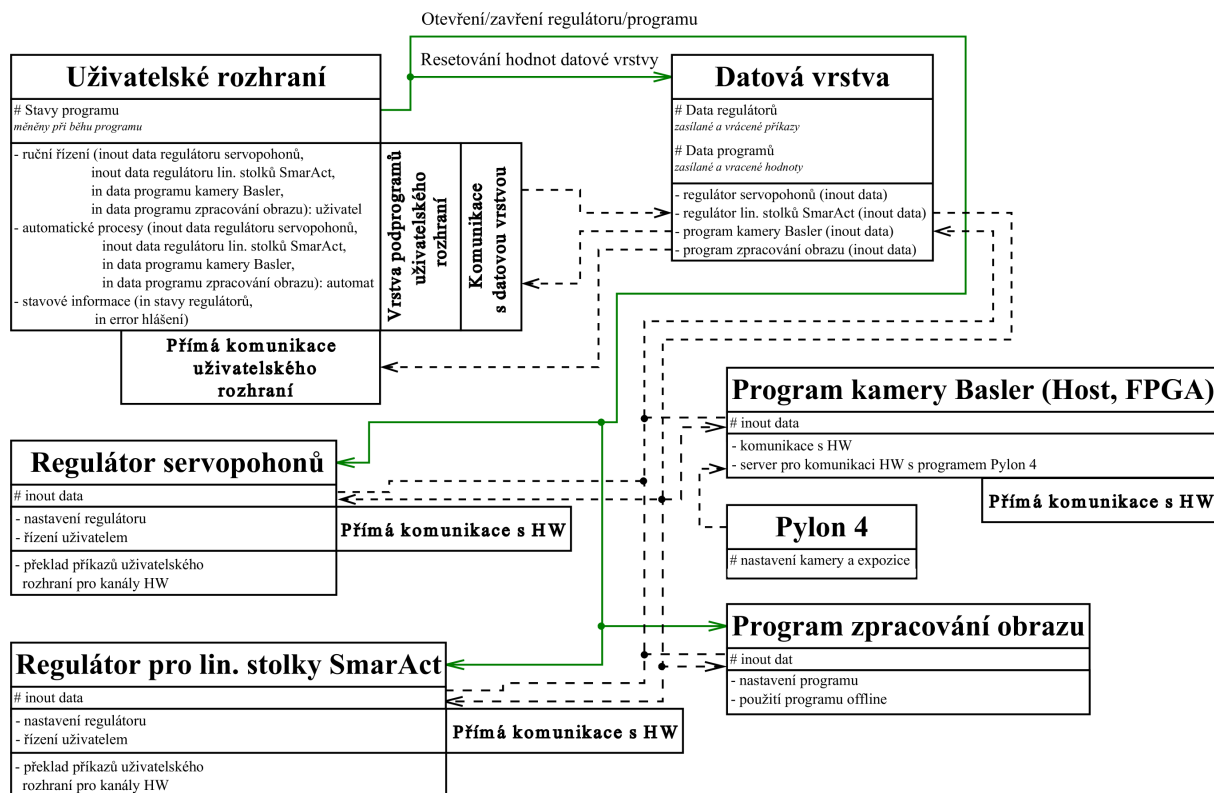 Otevření/zavření regulátoru/programu
Resetování hodnot datové vrstvy
Uživatelské rozhraní
# Stavy programu
měněny při běhu programu
- ruční řízení (inout data regulátoru servopohonů,
inout data regulátoru lin. stolků SmarAct,
in data programu kamery Basler,
in data programu zpracování obrazu): uživatel
- automatické procesy (inout data regulátoru servopohonů,
inout data regulátoru lin. stolků SmarAct,
in data programu kamery Basler,
in data programu zpracování obrazu): automat
- stavové informace (in stavy regulátorů,
in error hlášení)
Vrstva podprogramů
uživatelského
rozhraní
Komunikace
s datovou vrstvou
Přímá komunikace
uživatelského
rozhraní
Datová vrstva
# Data regulátorů
zasílané a vrácené příkazy
# Data programů
zasílané a vracené hodnoty
- regulátor servopohonů (inout data)
- regulátor lin. stolků SmarAct (inout data)
- program kamery Basler (inout data)
- program zpracování obrazu (inout data)
Program kamery Basler (Host, FPGA)
# inout data
- komunikace s HW
- server pro komunikaci HW s programem Pylon 4
Přímá komunikace s HW
Regulátor servopohonů
# inout data
- nastavení regulátoru
- řízení uživatelem
- překlad příkazů uživatelského
rozhraní pro kanály HW
Přímá komunikace s HW
Pylon 4
# nastavení kamery a expozice
Program zpracování obrazu
# inout dat
- nastavení programu
- použití programu offline
Regulátor pro lin. stolky SmarAct
# inout data
- nastavení regulátoru
- řízení uživatelem
- překlad příkazů uživatelského
rozhraní pro kanály HW
Přímá komunikace s HW